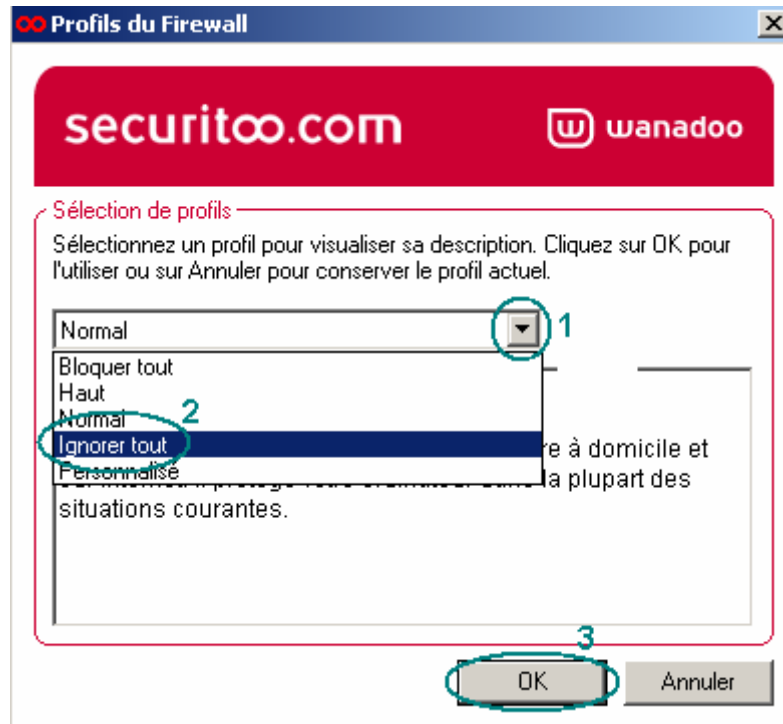 Profils du Firewall
securitoo.com
wanadoo
Sélection de profils
Sélectionnez un profil pour visualiser sa description. Cliquez sur OK pour
l'utiliser ou sur Annuler pour conserver le profil actuel.
Normal
1
Bloquer tout
Haut
Normal
2
Ignorer tout
re à domicile et
Personnalisé
la plupart des
situations courantes.
3
OK
Annuler